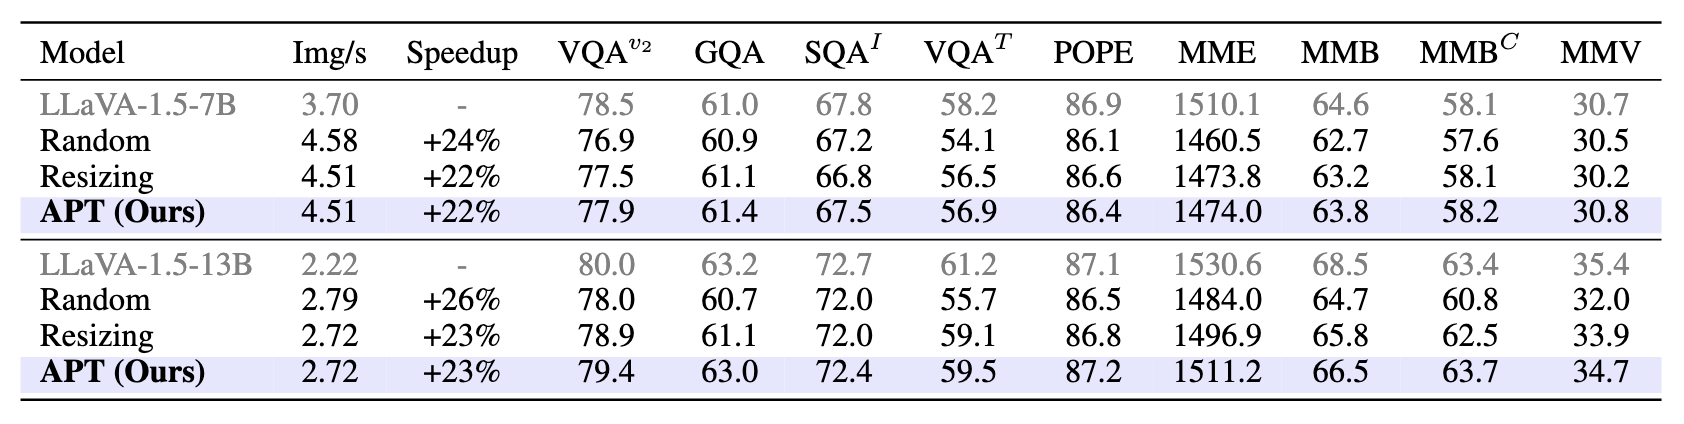 Model Img/s Speedup VQA^v2 GQA SQA^I VQA^T POPE MME MMB MMB^C MMV
LLaVA-1.5-7B 3.70 - 78.5 61.0 67.8 58.2 86.9 1510.1 64.6 58.1 30.7
Random 4.58 +24% 76.9 60.9 67.2 54.1 86.1 1460.5 62.7 57.6 30.5
Resizing 4.51 +22% 77.5 61.1 66.8 56.5 86.6 1473.8 63.2 58.1 30.2
APT (Ours) 4.51 +22% 77.9 61.4 67.5 56.9 86.4 1474.0 63.8 58.2 30.8
LLaVA-1.5-13B 2.22 - 80.0 63.2 72.7 61.2 87.1 1530.6 68.5 63.4 35.4
Random 2.79 +26% 78.0 60.7 72.0 55.7 86.5 1484.0 64.7 60.8 32.0
Resizing 2.72 +23% 78.9 61.1 72.0 59.1 86.8 1496.9 65.8 62.5 33.9
APT (Ours) 2.72 +23% 79.4 63.0 72.4 59.5 87.2 1511.2 66.5 63.7 34.7